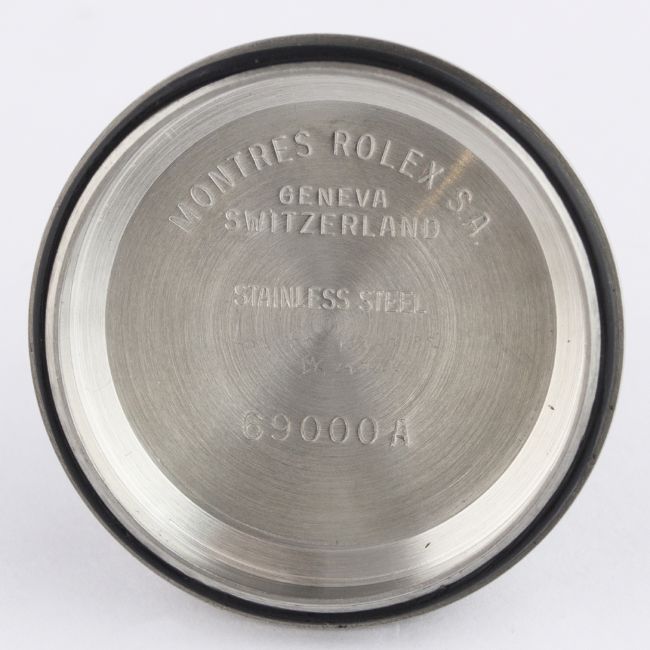 MONTRES ROLEX S.A.
GENEVA
SWITZERLAND
STAINLESS STEEL
69000A